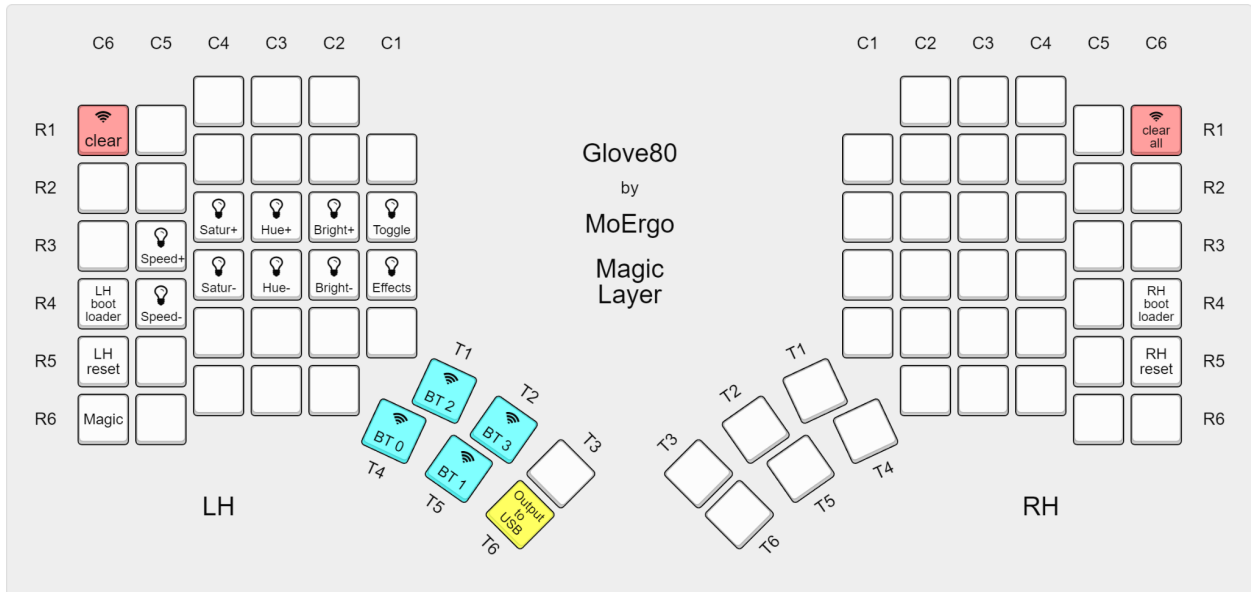 C6 C5 C4 C3 C2 C1 C1 C2 C3 C4 C5 C6
R1 clear clear all R1
Glove80
by
MoErgo
Magic
Layer
R2 R2
Satur+ Hue+ Bright+ Toggle
R3 Speed+ R3
Satur- Hue- Bright- Effects
R4 LH boot loader Speed- RH boot loader R4
R5 LH reset RH reset R5
R6 Magic R6
T1 T1
BT 2 T2 T2
BT 0 BT 3 T3 T3
T4 BT 1 T4
T5 Output to USB T5
T6 T6
LH RH